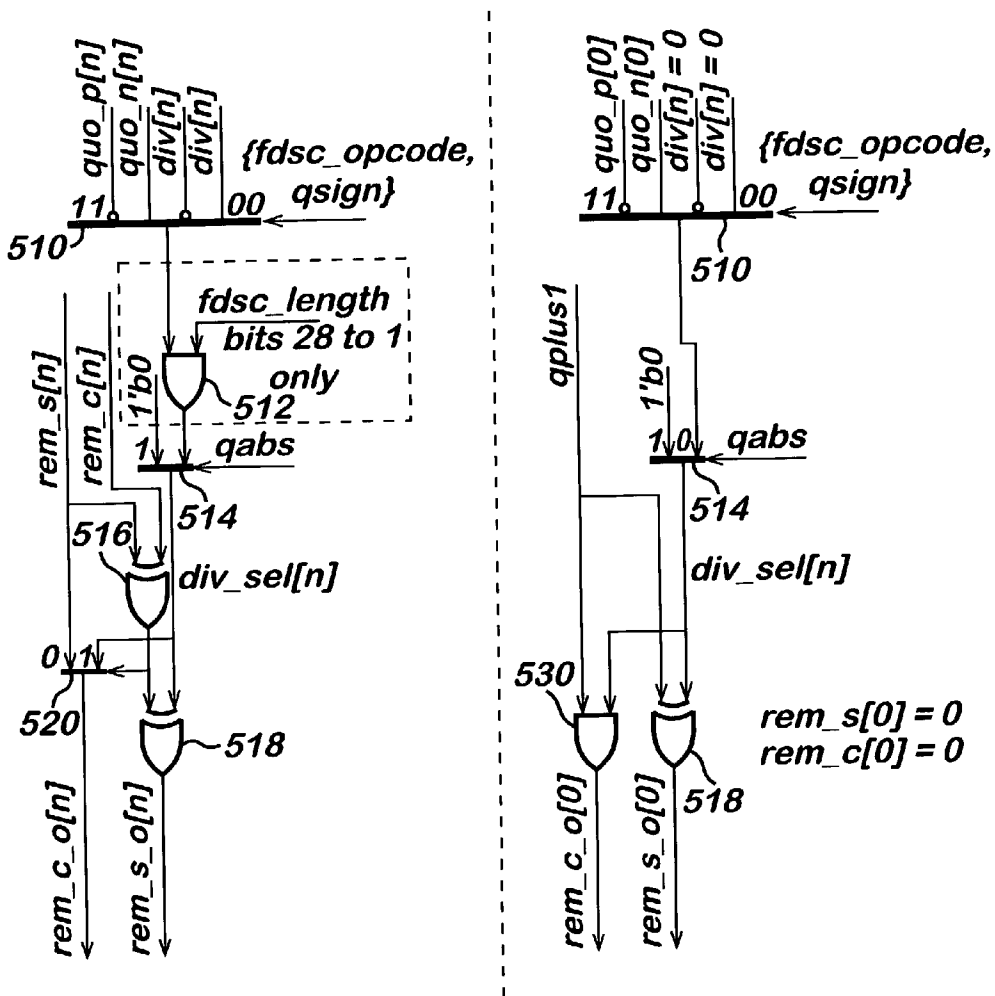 quo_p[n]
quo_n[n]
div[n]
div[n]
{fdsc_opcode,
qsign}
11
00
510
fdsc_length
bits 28 to 1
only
512
1'b0
rem_s[n]
rem_c[n]
1
qabs
514
516
div_sel[n]
0 1
520
518
rem_c_o[n]
rem_s_o[n]
quo_p[0]
quo_n[0]
div[n] = 0
div[n] = 0
{fdsc_opcode,
qsign}
11
00
510
qplus1
1'b0
1 0
qabs
514
div_sel[n]
530
518
rem_s[0] = 0
rem_c[0] = 0
rem_c_o[0]
rem_s_o[0]